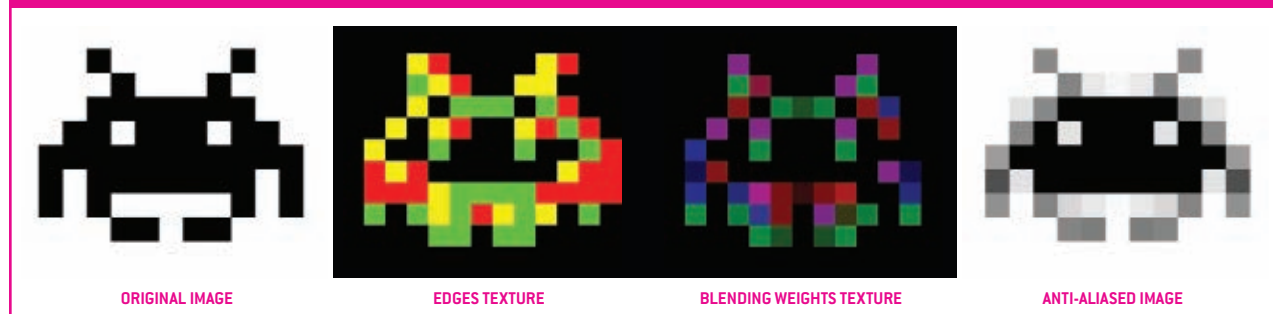 ORIGINAL IMAGE
EDGES TEXTURE
BLENDING WEIGHTS TEXTURE
ANTI-ALIASED IMAGE